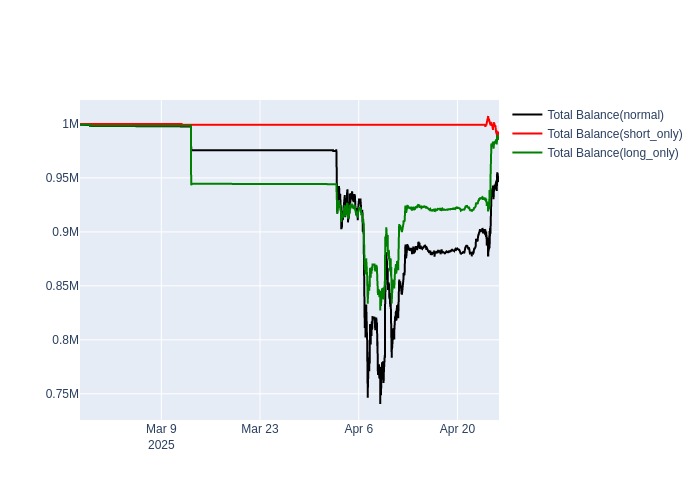 1M
0.95M
0.9M
0.85M
0.8M
0.75M
Mar 9
2025
Mar 23
Apr 6
Apr 20
Total Balance(normal)
Total Balance(short_only)
Total Balance(long_only)